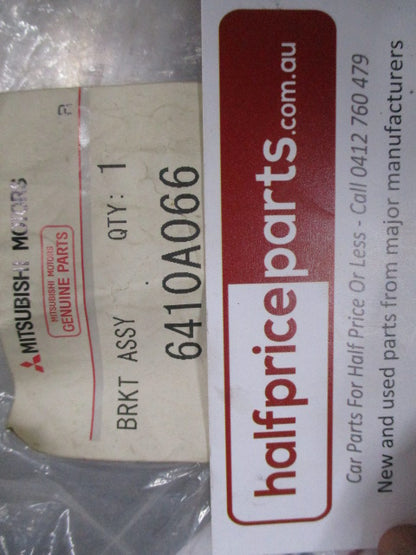 MITSUBISHI MOTORS
MITSUBISHI MOTORS
GENUINE PARTS
BRKT ASSY QTY: 1
6410A066
halfpriceparts.com.au
Car Parts For Half Price Or Less - Call 0412 760 479
New and used parts from major manufacturers